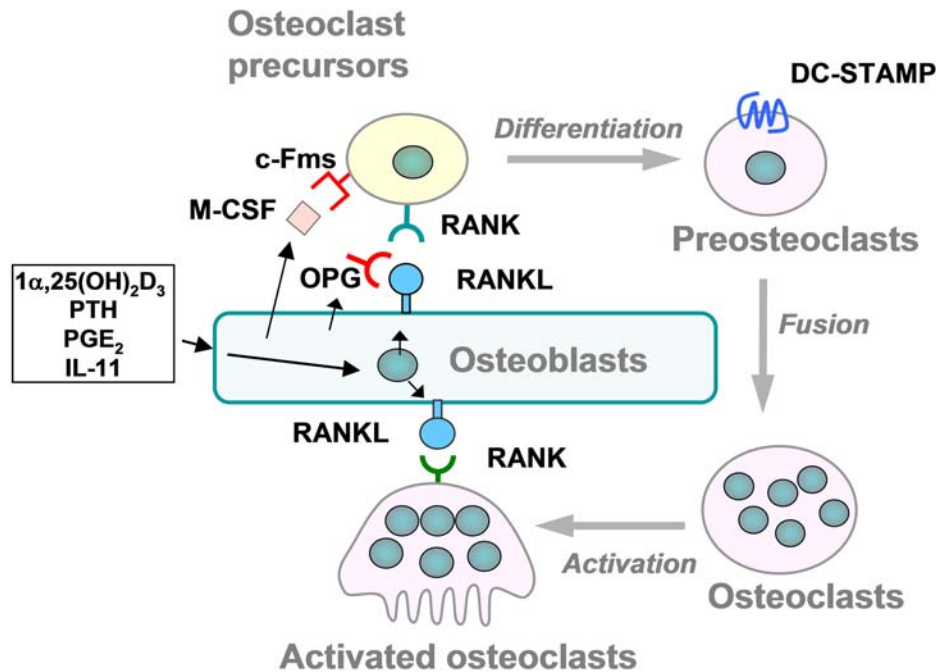 Osteoclast
precursors
DC-STAMP
Differentiation
c-Fms
M-CSF
RANK
Preosteoclasts
OPG
RANKL
1α,25(OH)₂D₃
PTH
PGE₂
IL-11
Fusion
Osteoblasts
RANKL
RANK
Activation
Osteoclasts
Activated osteoclasts